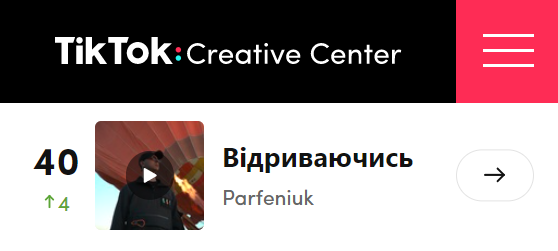 TikTok: Creative Center
40
Відриваючись
↑4
Parfeniuk